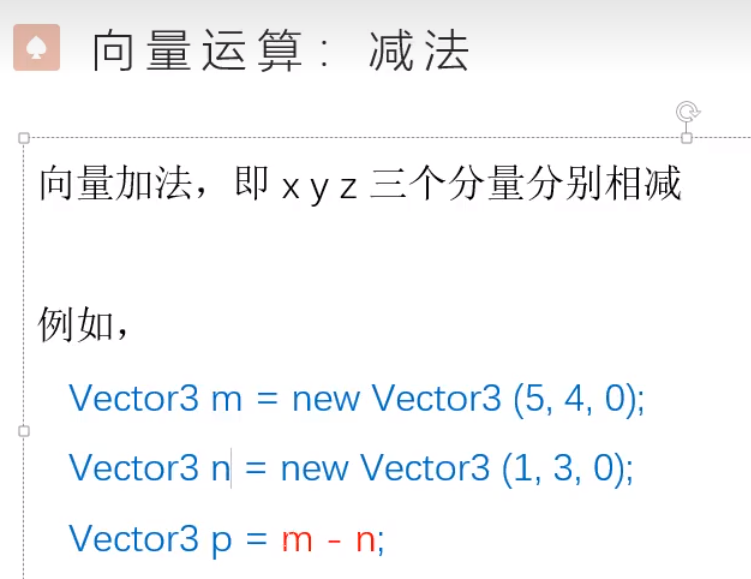 向量运算：减法
向量加法，即 x y z 三个分量分别相减
例如，
Vector3 m = new Vector3 (5, 4, 0);
Vector3 n = new Vector3 (1, 3, 0);
Vector3 p = m - n;